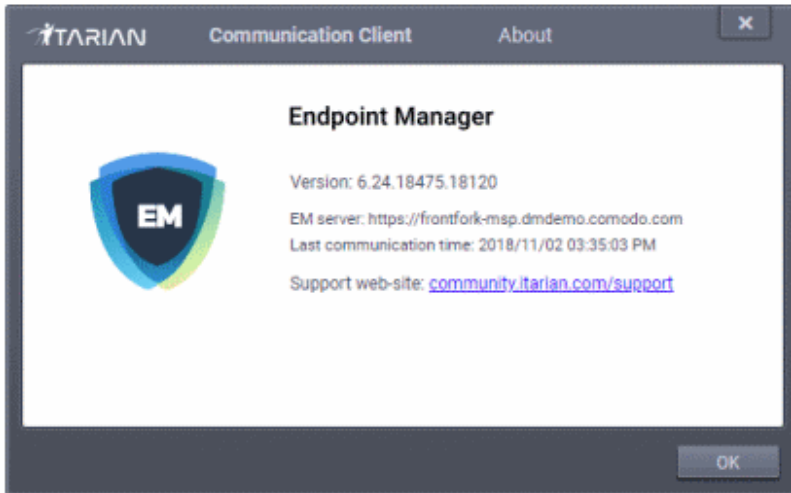 ITARIAN Communication Client About
Endpoint Manager
EM
Version: 6.24.18475.18120
EM server: https://frontfork-msp.dmdemo.comodo.com
Last communication time: 2018/11/02 03:35:03 PM
Support web-site: community.itarian.com/support
OK